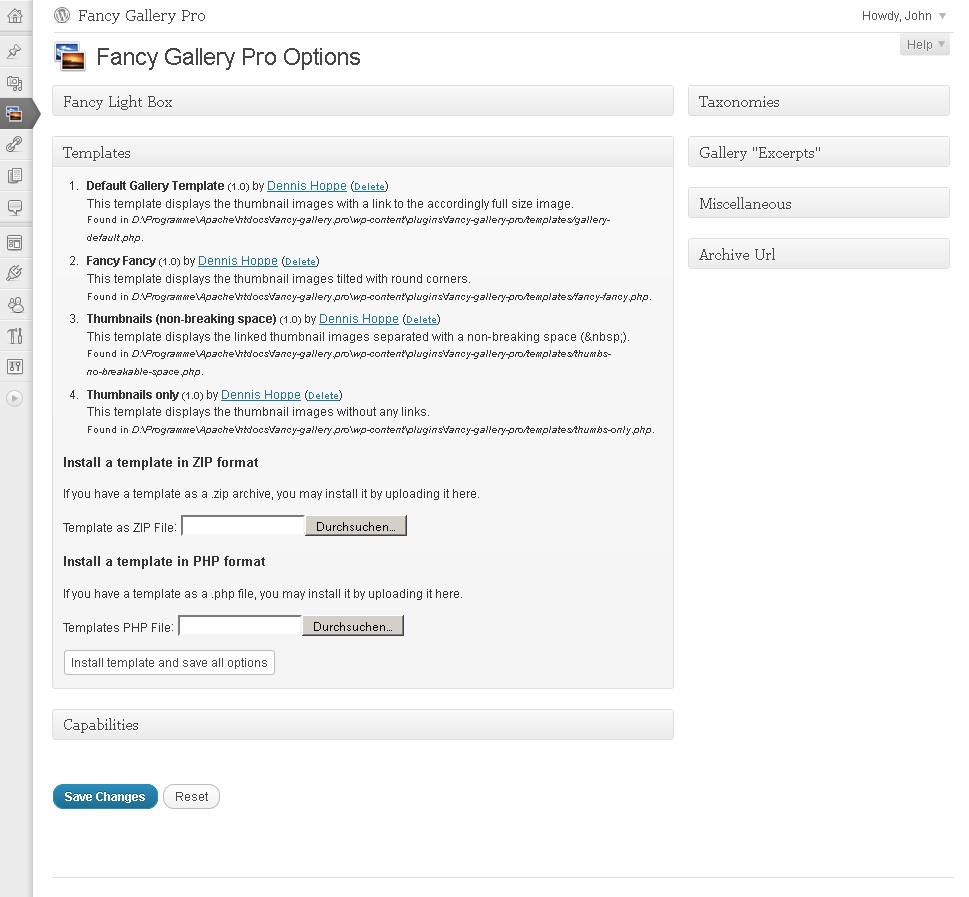 Fancy Gallery Pro
Howdy, John
Help
Fancy Gallery Pro Options
Fancy Light Box
Templates
1. Default Gallery Template (1.0) by Dennis Hoppe (Delete)
This template displays the thumbnail images with a link to the accordingly full size image.
Found in D:\Programme\Apache\htdocs\fancy-gallery.pro\wp-content\plugins\fancy-gallery-pro/templates/gallery-
default.php.
2. Fancy Fancy (1.0) by Dennis Hoppe (Delete)
This template displays the thumbnail images tilted with round corners.
Found in D:\Programme\Apache\htdocs\fancy-gallery.pro\wp-content\plugins\fancy-gallery-pro/templates/fancy-fancy.php.
3. Thumbnails (non-breaking space) (1.0) by Dennis Hoppe (Delete)
This template displays the linked thumbnail images separated with a non-breaking space (&nbsp;).
Found in D:\Programme\Apache\htdocs\fancy-gallery.pro\wp-content\plugins\fancy-gallery-pro/templates/thumbs-
no-breakable-space.php.
4. Thumbnails only (1.0) by Dennis Hoppe (Delete)
This template displays the thumbnail images without any links.
Found in D:\Programme\Apache\htdocs\fancy-gallery.pro\wp-content\plugins\fancy-gallery-pro/templates/thumbs-only.php.
Install a template in ZIP format
If you have a template as a .zip archive, you may install it by uploading it here.
Template as ZIP File: Durchsuchen...
Install a template in PHP format
If you have a template as a .php file, you may install it by uploading it here.
Templates PHP File: Durchsuchen...
Install template and save all options
Capabilities
Save Changes Reset
Taxonomies
Gallery "Excerpts"
Miscellaneous
Archive Url